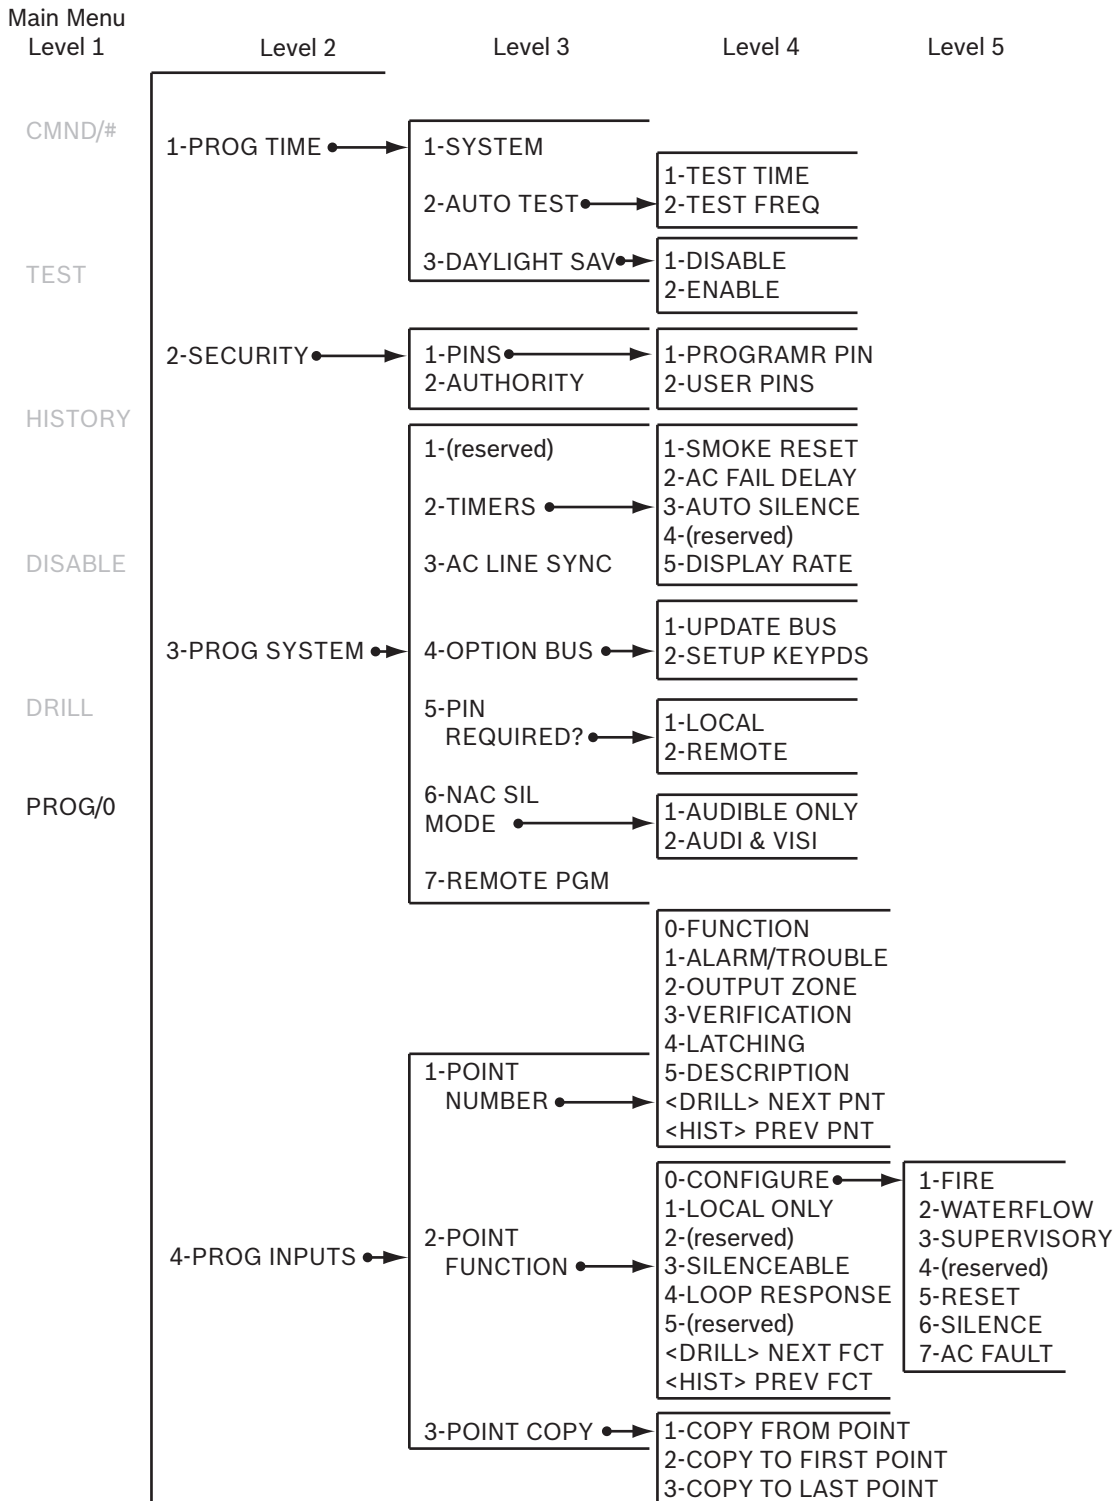 Main Menu
Level 1
Level 2
Level 3
Level 4
Level 5
CMND/#
TEST
HISTORY
DISABLE
DRILL
PROG/0
1-PROG TIME
1-SYSTEM
2-AUTO TEST
1-TEST TIME
2-TEST FREQ
3-DAYLIGHT SAV
1-DISABLE
2-ENABLE
2-SECURITY
1-PINS
2-AUTHORITY
1-PROGRAMR PIN
2-USER PINS
3-PROG SYSTEM
1-(reserved)
2-TIMERS
1-SMOKE RESET
2-AC FAIL DELAY
3-AUTO SILENCE
4-(reserved)
5-DISPLAY RATE
3-AC LINE SYNC
4-OPTION BUS
1-UPDATE BUS
2-SETUP KEYPDS
5-PIN
REQUIRED?
1-LOCAL
2-REMOTE
6-NAC SIL
MODE
1-AUDIBLE ONLY
2-AUDI & VISI
7-REMOTE PGM
4-PROG INPUTS
1-POINT
NUMBER
0-FUNCTION
1-ALARM/TROUBLE
2-OUTPUT ZONE
3-VERIFICATION
4-LATCHING
5-DESCRIPTION
<DRILL> NEXT PNT
<HIST> PREV PNT
2-POINT
FUNCTION
0-CONFIGURE
1-LOCAL ONLY
2-(reserved)
3-SILENCEABLE
4-LOOP RESPONSE
5-(reserved)
<DRILL> NEXT FCT
<HIST> PREV FCT
1-FIRE
2-WATERFLOW
3-SUPERVISORY
4-(reserved)
5-RESET
6-SILENCE
7-AC FAULT
3-POINT COPY
1-COPY FROM POINT
2-COPY TO FIRST POINT
3-COPY TO LAST POINT